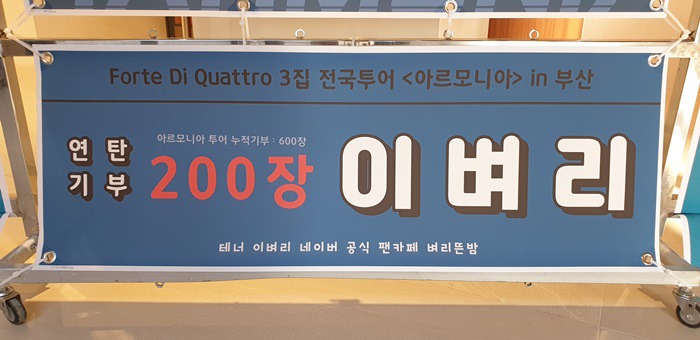 Forte Di Quattro 3집 전국투어 <아르모니아> in 부산
연탄
기부
아르모니아 투어 누적기부 : 600장
200장
이벼리
테너 이벼리 네이버 공식 팬카페 벼리뜬밤